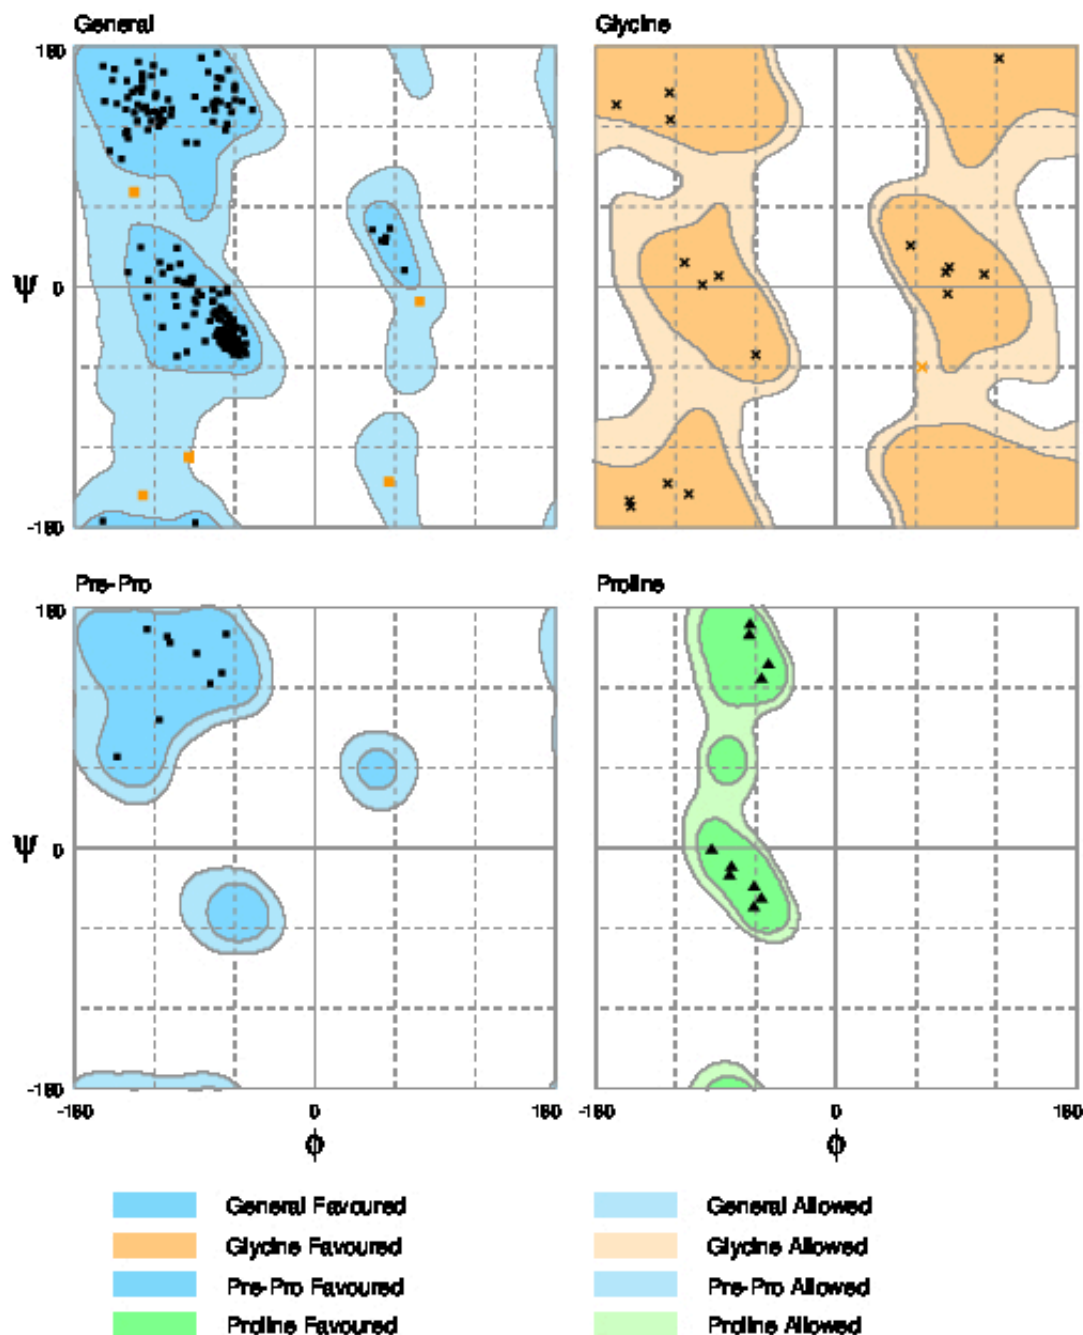 General Glycine
180
Ψ 0
-180
Pre-Pro Proline
180
Ψ 0
-180
-180 0 180 -180 0 180
Φ Φ
General Favoured General Allowed
Glycine Favoured Glycine Allowed
Pre-Pro Favoured Pre-Pro Allowed
Proline Favoured Proline Allowed